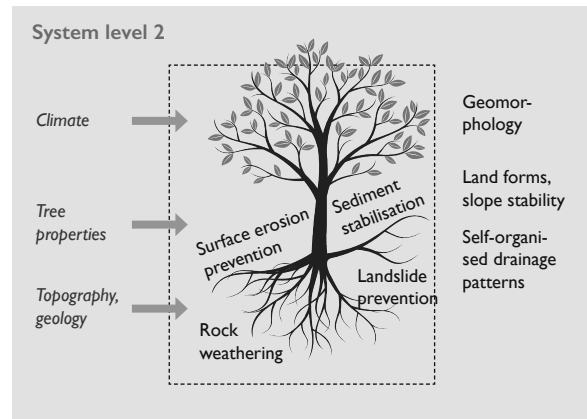 System level 2
Climate
Tree
properties
Topography,
geology
Surface erosion
prevention
Sediment
stabilisation
Landslide
prevention
Rock
weathering
Geomor-
phology
Land forms,
slope stability
Self-organi-
sed drainage
patterns